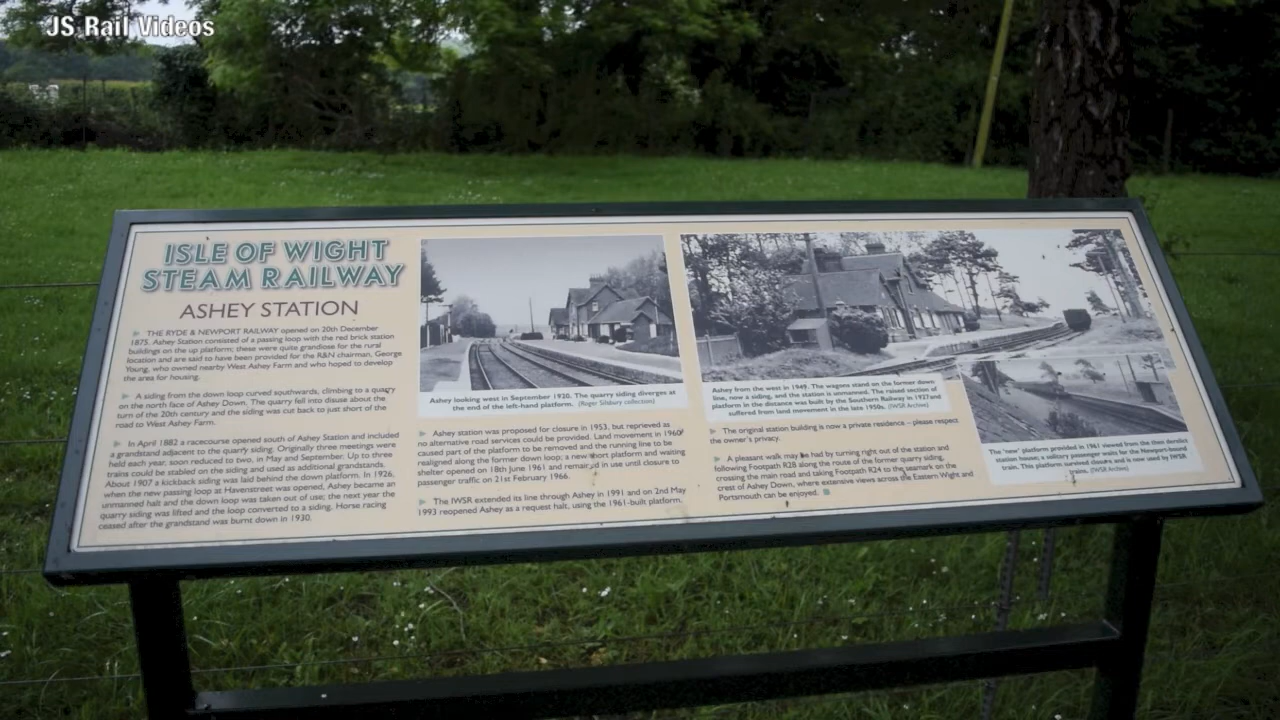 JS Rail Videos
ISLE OF WIGHT
STEAM RAILWAY
ASHEY STATION
THE RYDE & NEWPORT RAILWAY opened on 20th December
1875. Ashey Station consisted of a passing loop with the red brick station
buildings on the up platform; these were quite grandiose for the rural
location and are said to have been provided for the R&N chairman, George
Young, who owned nearby West Ashey Farm and who hoped to develop
the area for housing.
A siding from the down loop curved southwards, climbing to a quarry
on the north face of Ashey Down. The quarry fell into disuse about the
turn of the 20th century and the siding was cut back to just short of the
road to West Ashey Farm.
In April 1882 a racecourse opened south of Ashey Station and included
a grandstand adjacent to the quarry siding. Originally three meetings were
held each year, soon reduced to two, in May and September. Up to three
trains could be stabled on the siding and used as additional grandstands.
About 1907 a kickback siding was laid behind the down platform. In 1926,
when the new passing loop at Havenstreet was opened, Ashey became an
unmanned halt and the down loop was taken out of use; the next year the
quarry siding was lifted and the loop converted to a siding. Horse racing
ceased after the grandstand was burnt down in 1930.
Ashey looking west in September 1920. The quarry siding diverges at
the end of the left-hand platform. (Roger Silsbury collection)
Ashey station was proposed for closure in 1953, but reprieved as
no alternative road services could be provided. Land movement in 1960
caused part of the platform to be removed and the running line to be
realigned along the former down loop; a new short platform and waiting
shelter opened on 18th June 1961 and remained in use until closure to
passenger traffic on 21st February 1966.
The IWSR extended its line through Ashey in 1991 and on 2nd May
1993 reopened Ashey as a request halt, using the 1961-built platform.
Ashey from the west in 1949. The wagons stand on the former down
line, now a siding, and the station is unmanned. The raised section of
platform in the distance was built by the Southern Railway in 1927 and
suffered from land movement in the late 1950s. (IWSR Archive)
The original station building is now a private residence - please respect
the owner's privacy.
A pleasant walk may be had by turning right out of the station and
following Footpath R28 along the route of the former quarry siding,
crossing the main road and taking Footpath R24 to the seamark on the
crest of Ashey Down, where extensive views across the Eastern Wight and
Portsmouth can be enjoyed.
The 'new' platform provided in 1961 viewed from the then derelict
station house; a solitary passenger waits for the Newport-bound
train. This platform survived closure and is now used by IWSR
trains. (IWSR Archive)